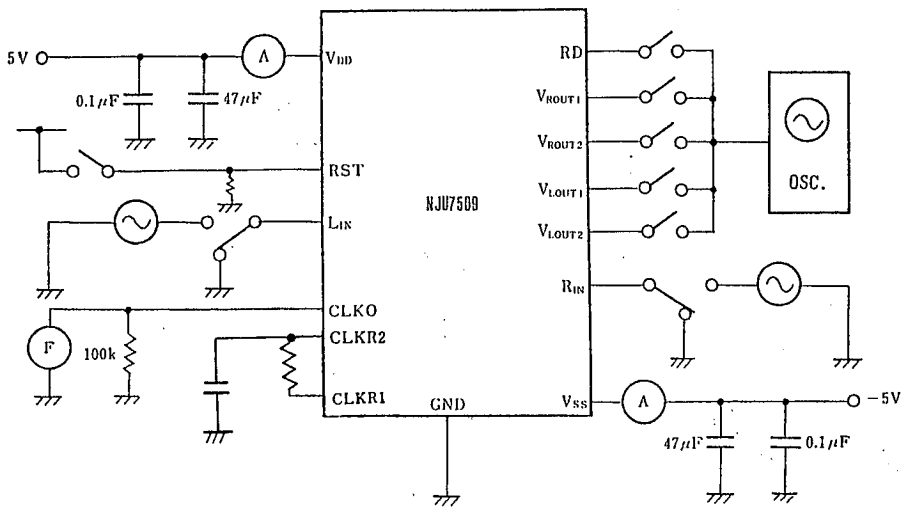 5V
A
VDD
0.1μF
47μF
RST
LIN
CLKO
CLKR2
F
100k
CLKR1
GND
NJU7509
RD
VROUT1
VROUT2
VLOUT1
VLOUT2
OSC.
RIN
VSS
A
-5V
47μF
0.1μF